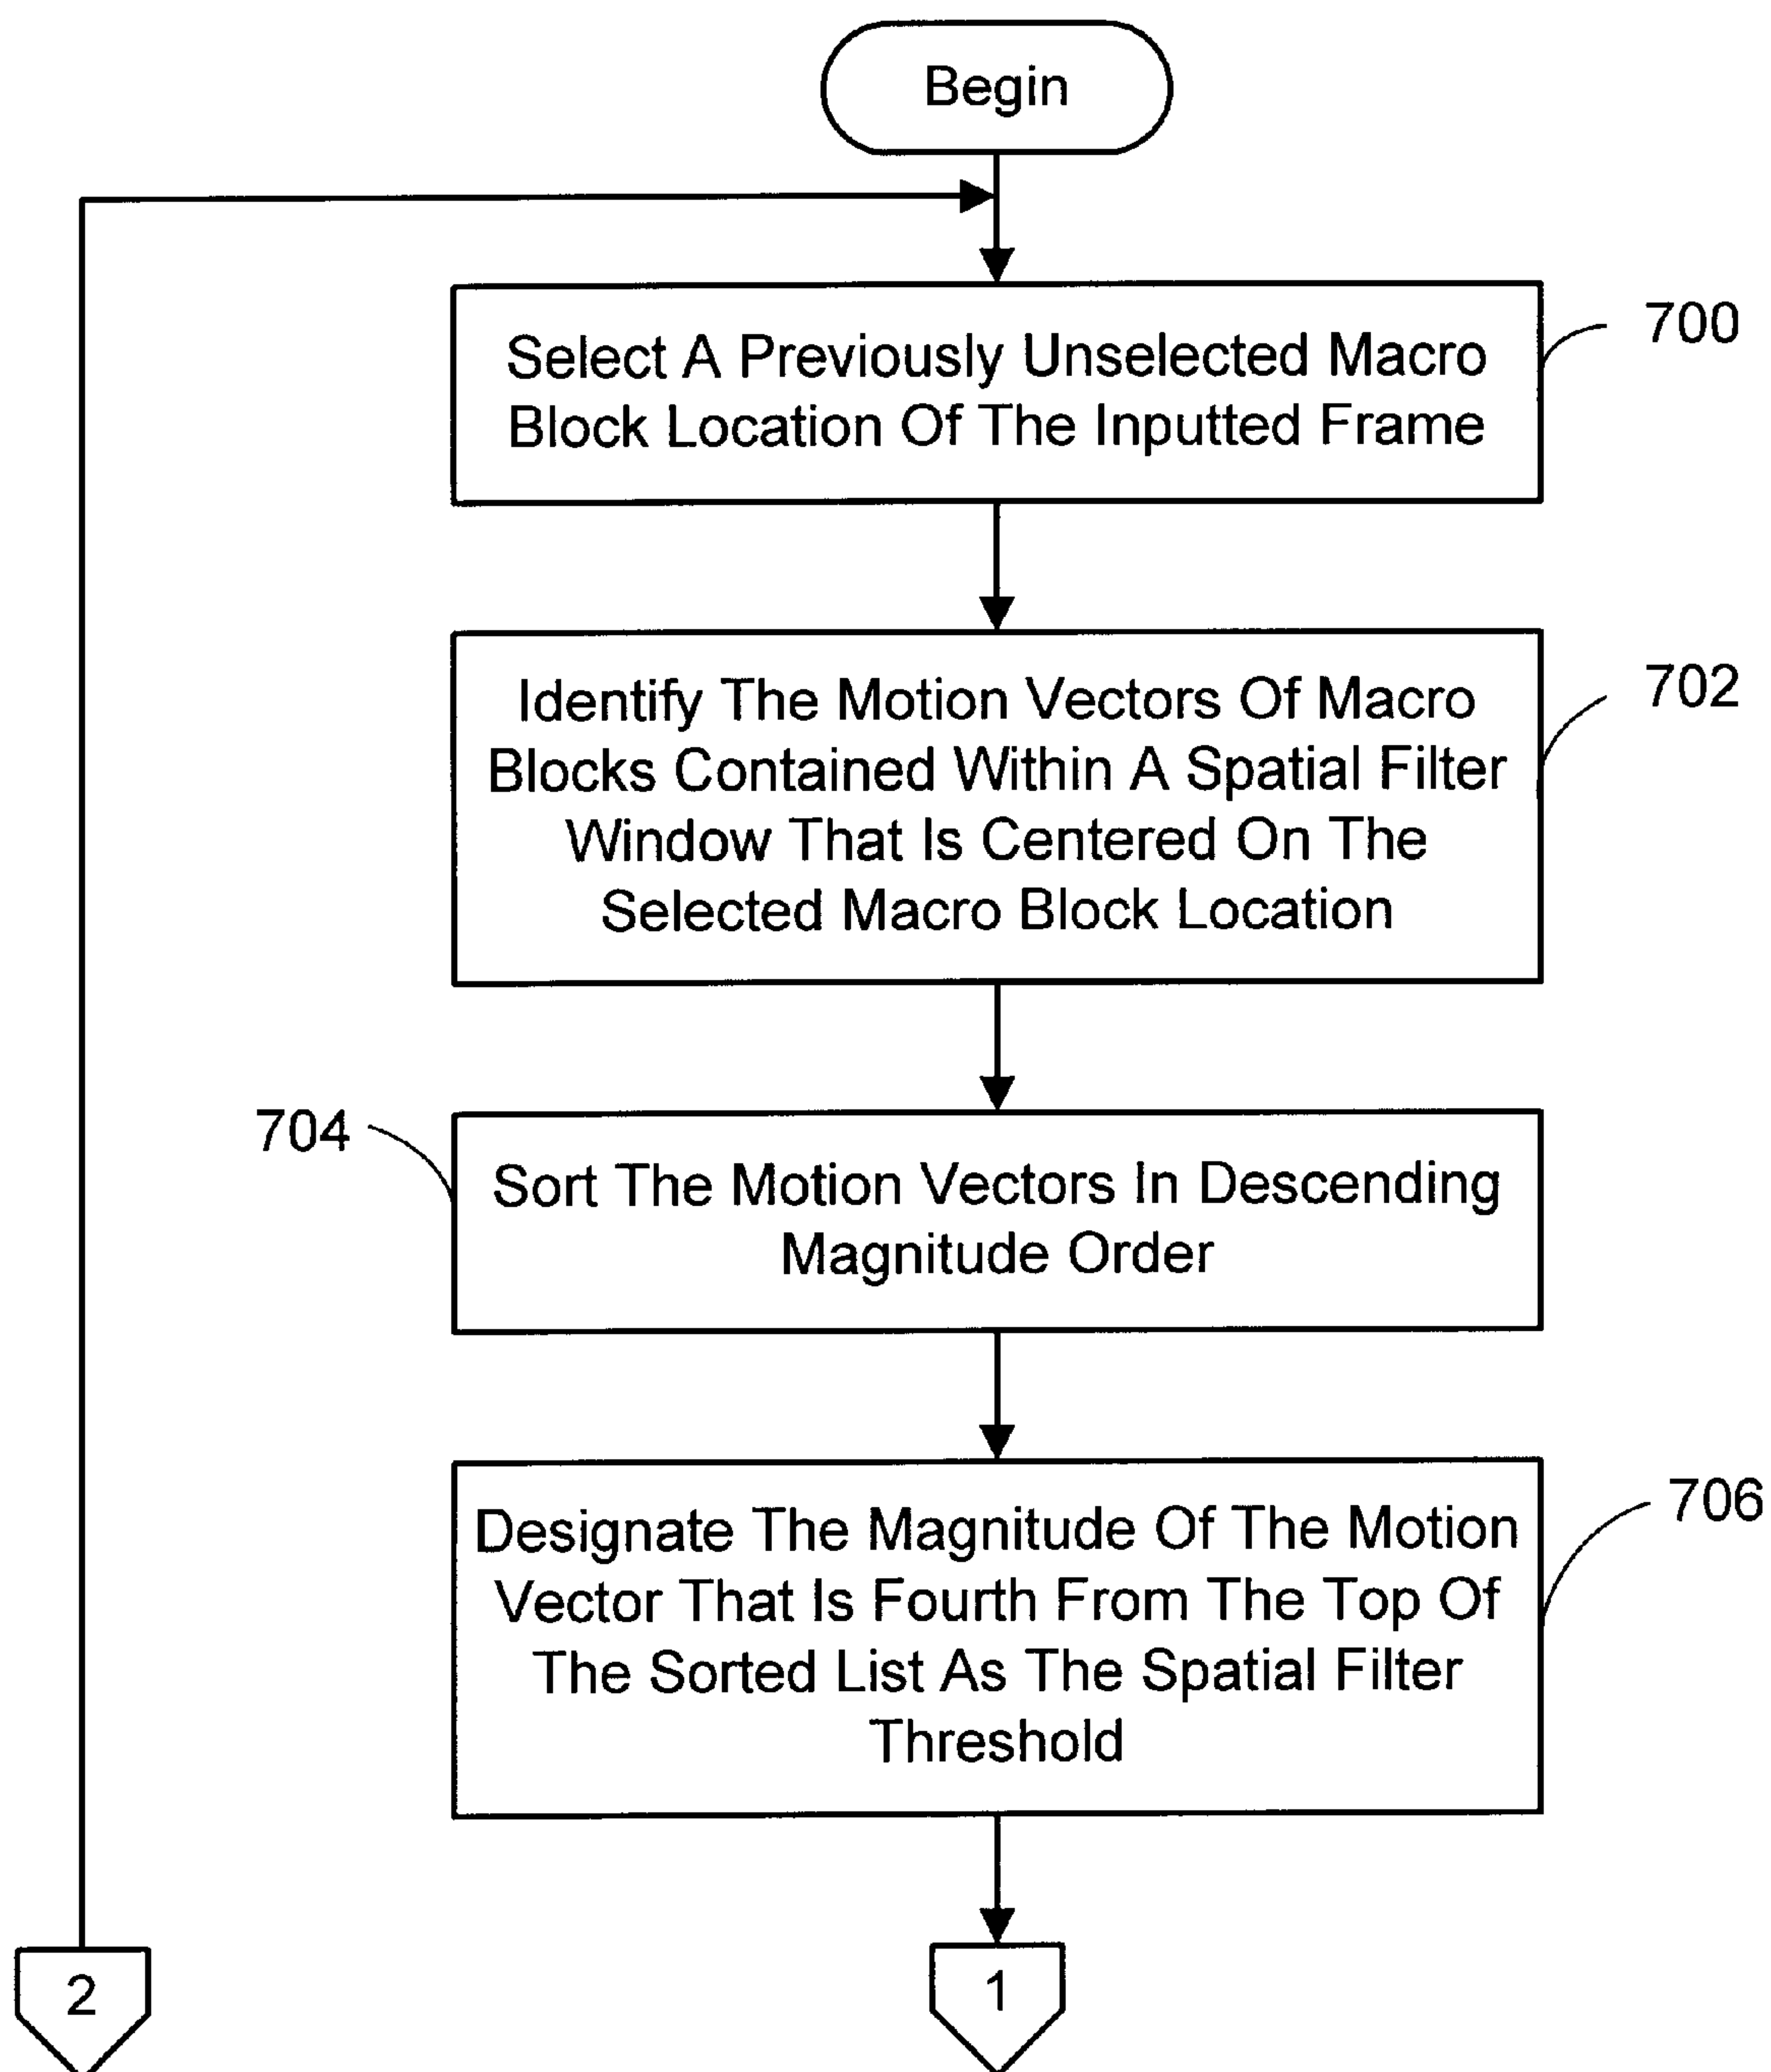 Begin
Select A Previously Unselected Macro
Block Location Of The Inputted Frame
700
Identify The Motion Vectors Of Macro
Blocks Contained Within A Spatial Filter
Window That Is Centered On The
Selected Macro Block Location
702
704
Sort The Motion Vectors In Descending
Magnitude Order
Designate The Magnitude Of The Motion
Vector That Is Fourth From The Top Of
The Sorted List As The Spatial Filter
Threshold
706
2
1